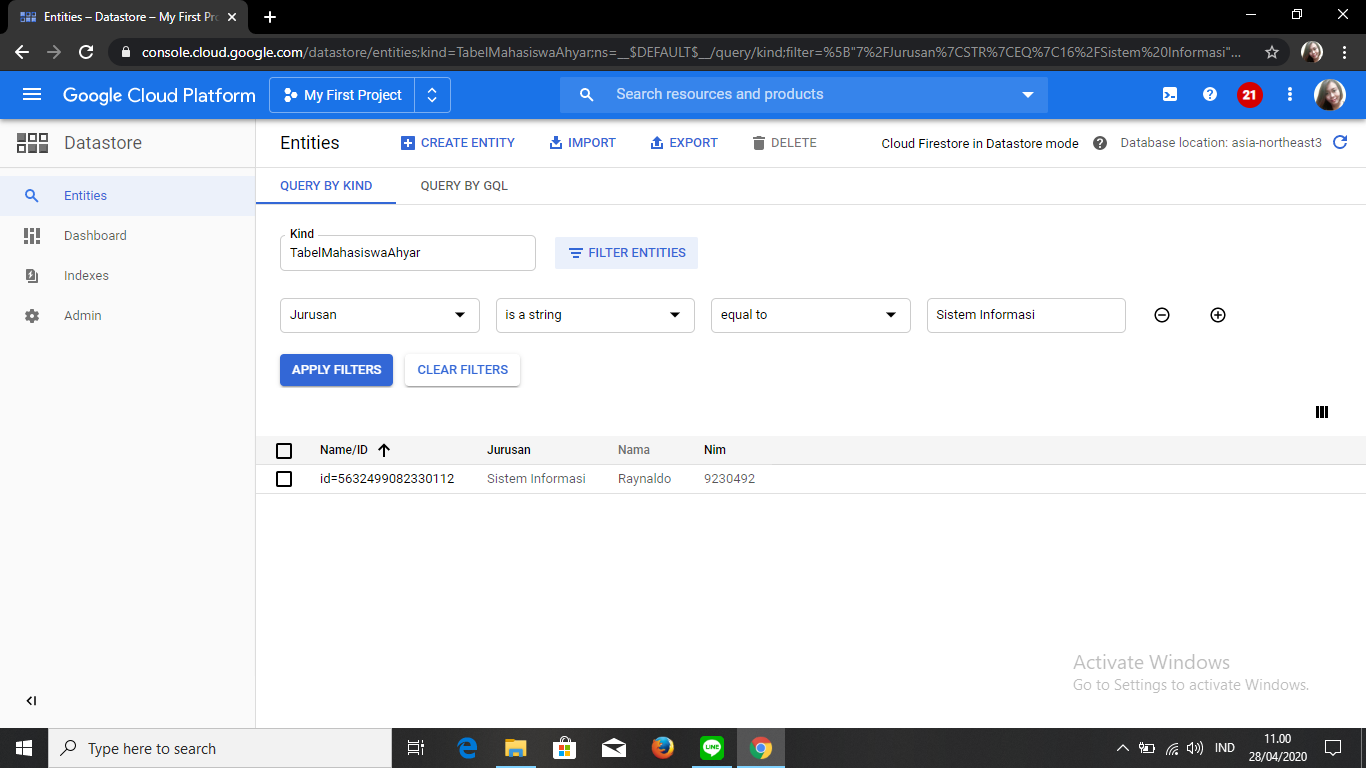 Entities – Datastore – My First Pro
console.cloud.google.com/datastore/entities;kind=TabelMahasiswaAhyar;ns=__$DEFAULT$__/query/kind;filter=%5B"7%2FJurusan%7CSTR%7CEQ%7C16%2FSistem%20Informasi"...
Google Cloud Platform
My First Project
Search resources and products
21
Datastore
Entities
CREATE ENTITY
IMPORT
EXPORT
DELETE
Cloud Firestore in Datastore mode
Database location: asia-northeast3
Entities
Dashboard
Indexes
Admin
QUERY BY KIND
QUERY BY GQL
Kind
TabelMahasiswaAhyar
FILTER ENTITIES
Jurusan
is a string
equal to
Sistem Informasi
APPLY FILTERS
CLEAR FILTERS
Name/ID Jurusan Nama Nim
id=5632499082330112 Sistem Informasi Raynaldo 9230492
Activate Windows
Go to Settings to activate Windows.
Type here to search
LINE
IND
11.00
28/04/2020